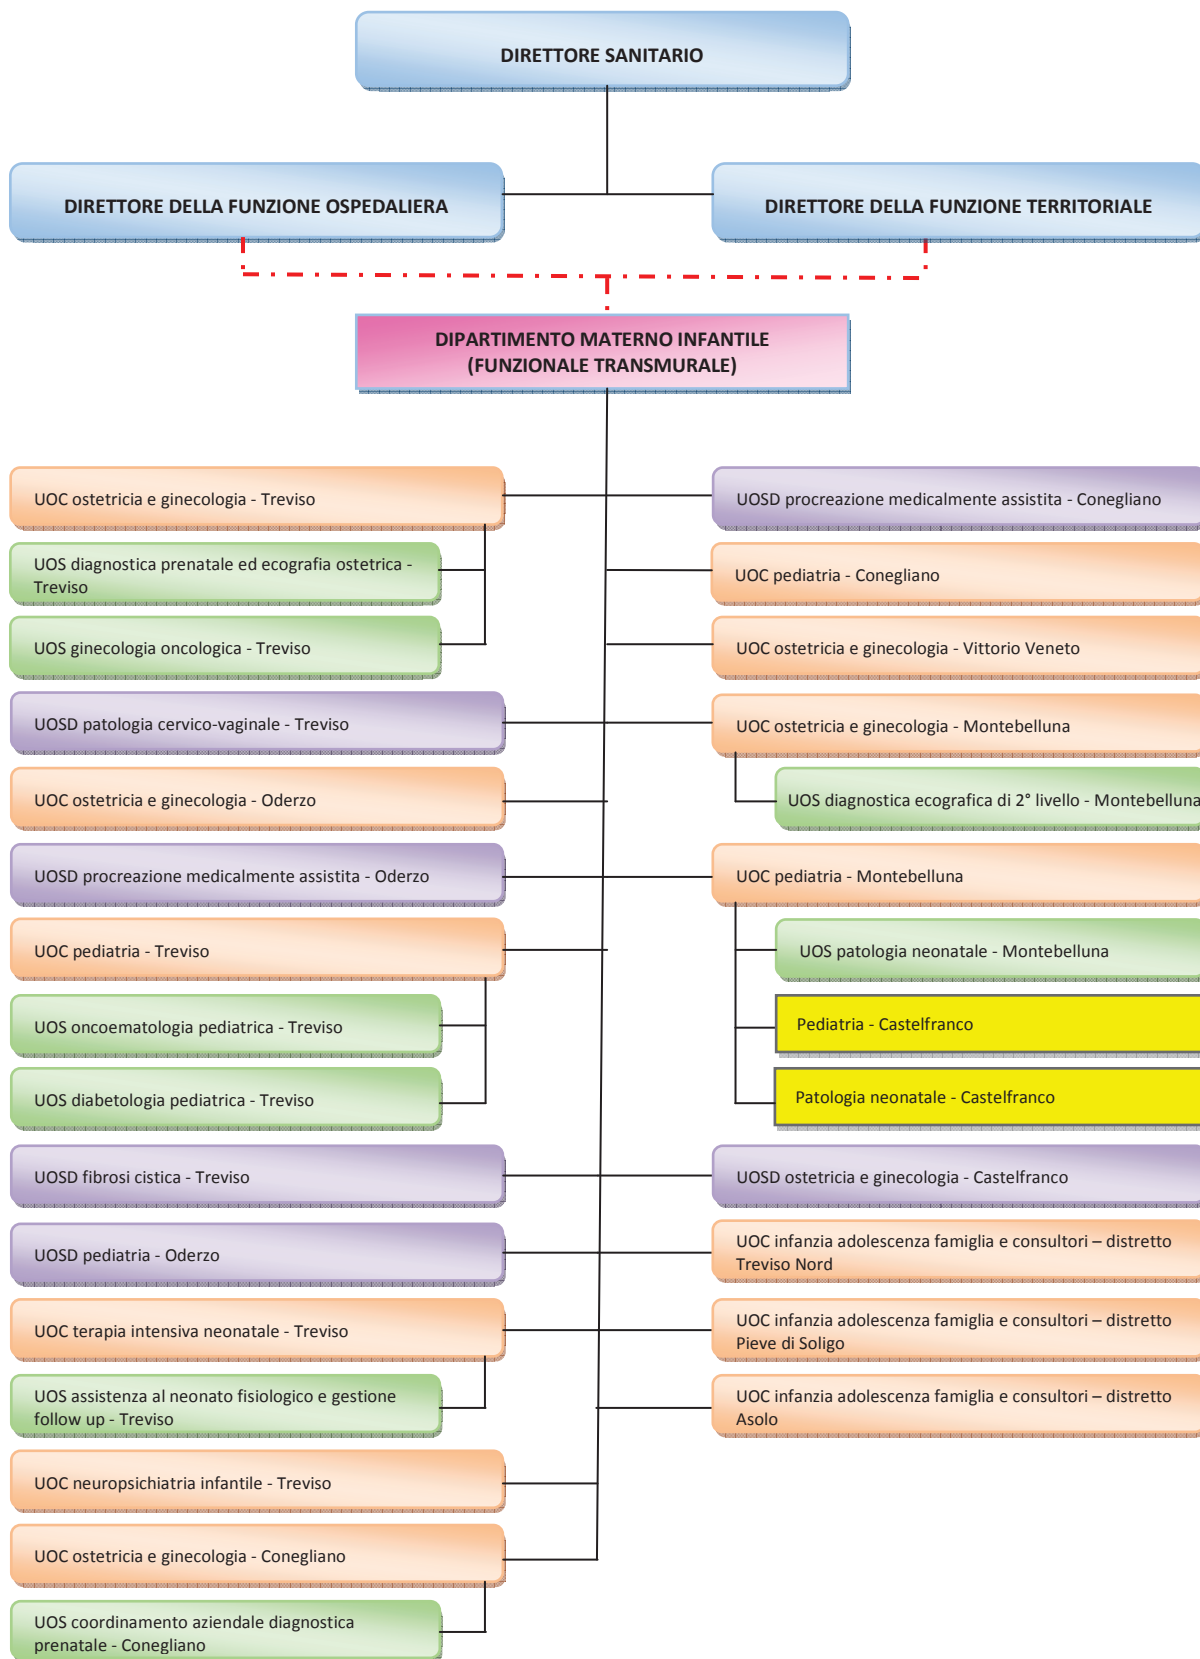 DIRETTORE SANITARIO
DIRETTORE DELLA FUNZIONE OSPEDALIERA
DIRETTORE DELLA FUNZIONE TERRITORIALE
DIPARTIMENTO MATERNO INFANTILE
(FUNZIONALE TRANSMURALE)
UOC ostetricia e ginecologia - Treviso
UOS diagnostica prenatale ed ecografia ostetrica -
Treviso
UOS ginecologia oncologica - Treviso
UOSD patologia cervico-vaginale - Treviso
UOC ostetricia e ginecologia - Oderzo
UOSD procreazione medicalmente assistita - Oderzo
UOC pediatria - Treviso
UOS oncoematologia pediatrica - Treviso
UOS diabetologia pediatrica - Treviso
UOSD fibrosi cistica - Treviso
UOSD pediatria - Oderzo
UOC terapia intensiva neonatale - Treviso
UOS assistenza al neonato fisiologico e gestione
follow up - Treviso
UOC neuropsichiatria infantile - Treviso
UOC ostetricia e ginecologia - Conegliano
UOS coordinamento aziendale diagnostica
prenatale - Conegliano
UOSD procreazione medicalmente assistita - Conegliano
UOC pediatria - Conegliano
UOC ostetricia e ginecologia - Vittorio Veneto
UOC ostetricia e ginecologia - Montebelluna
UOS diagnostica ecografica di 2° livello - Montebelluna
UOC pediatria - Montebelluna
UOS patologia neonatale - Montebelluna
Pediatria - Castelfranco
Patologia neonatale - Castelfranco
UOSD ostetricia e ginecologia - Castelfranco
UOC infanzia adolescenza famiglia e consultori – distretto
Treviso Nord
UOC infanzia adolescenza famiglia e consultori – distretto
Pieve di Soligo
UOC infanzia adolescenza famiglia e consultori – distretto
Asolo